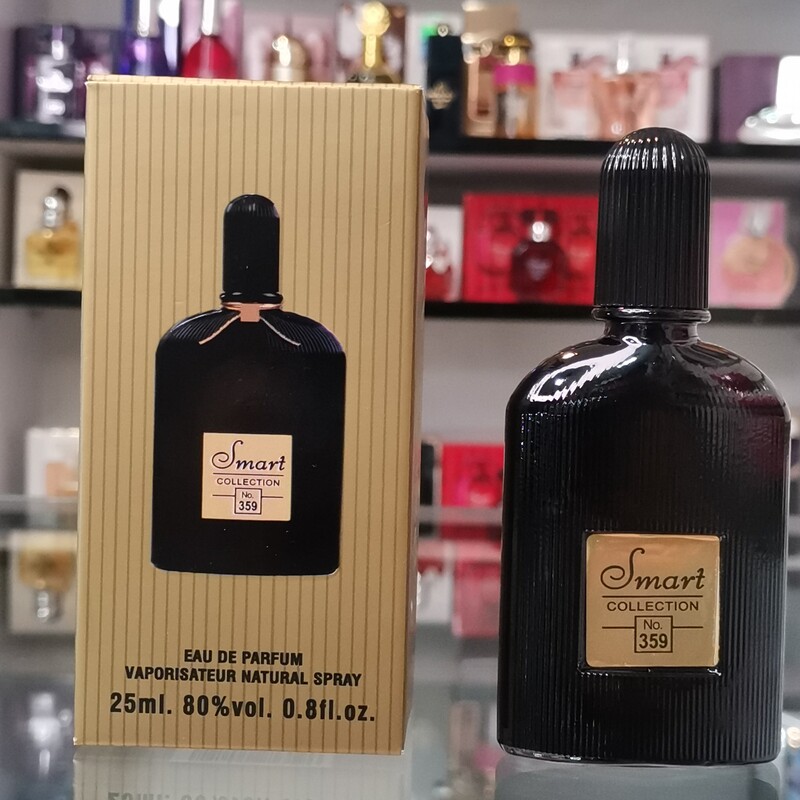 Smart
COLLECTION
No.
359
EAU DE PARFUM
VAPORISATEUR NATURAL SPRAY
25ml. 80%vol. 0.8fl.oz.
Smart
COLLECTION
No.
359